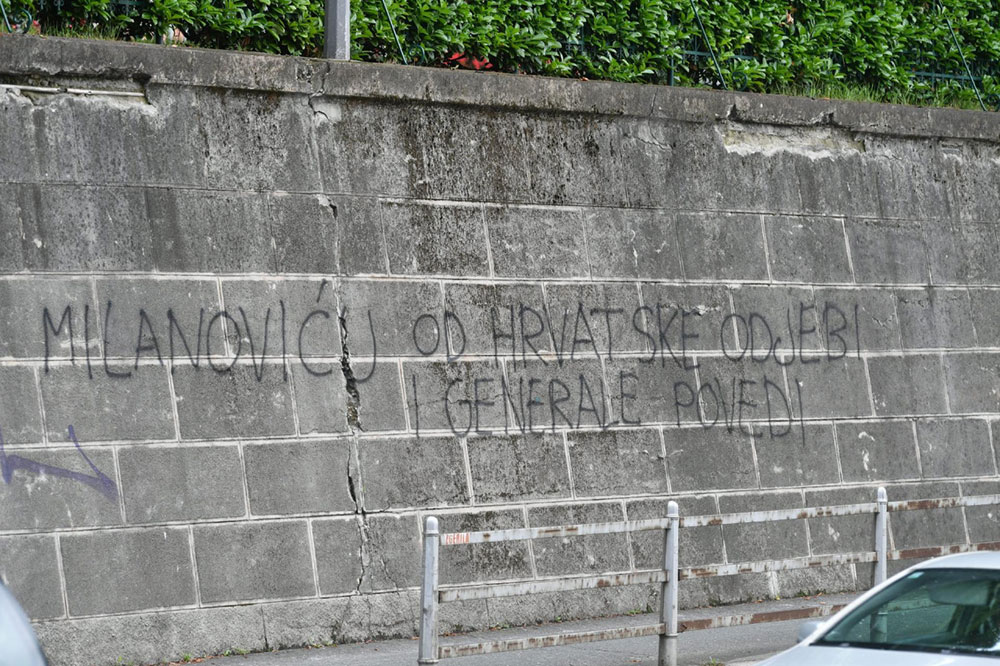 MILANOVIĆU OD HRVATSKE ODJEBI
I GENERALE POVEDI